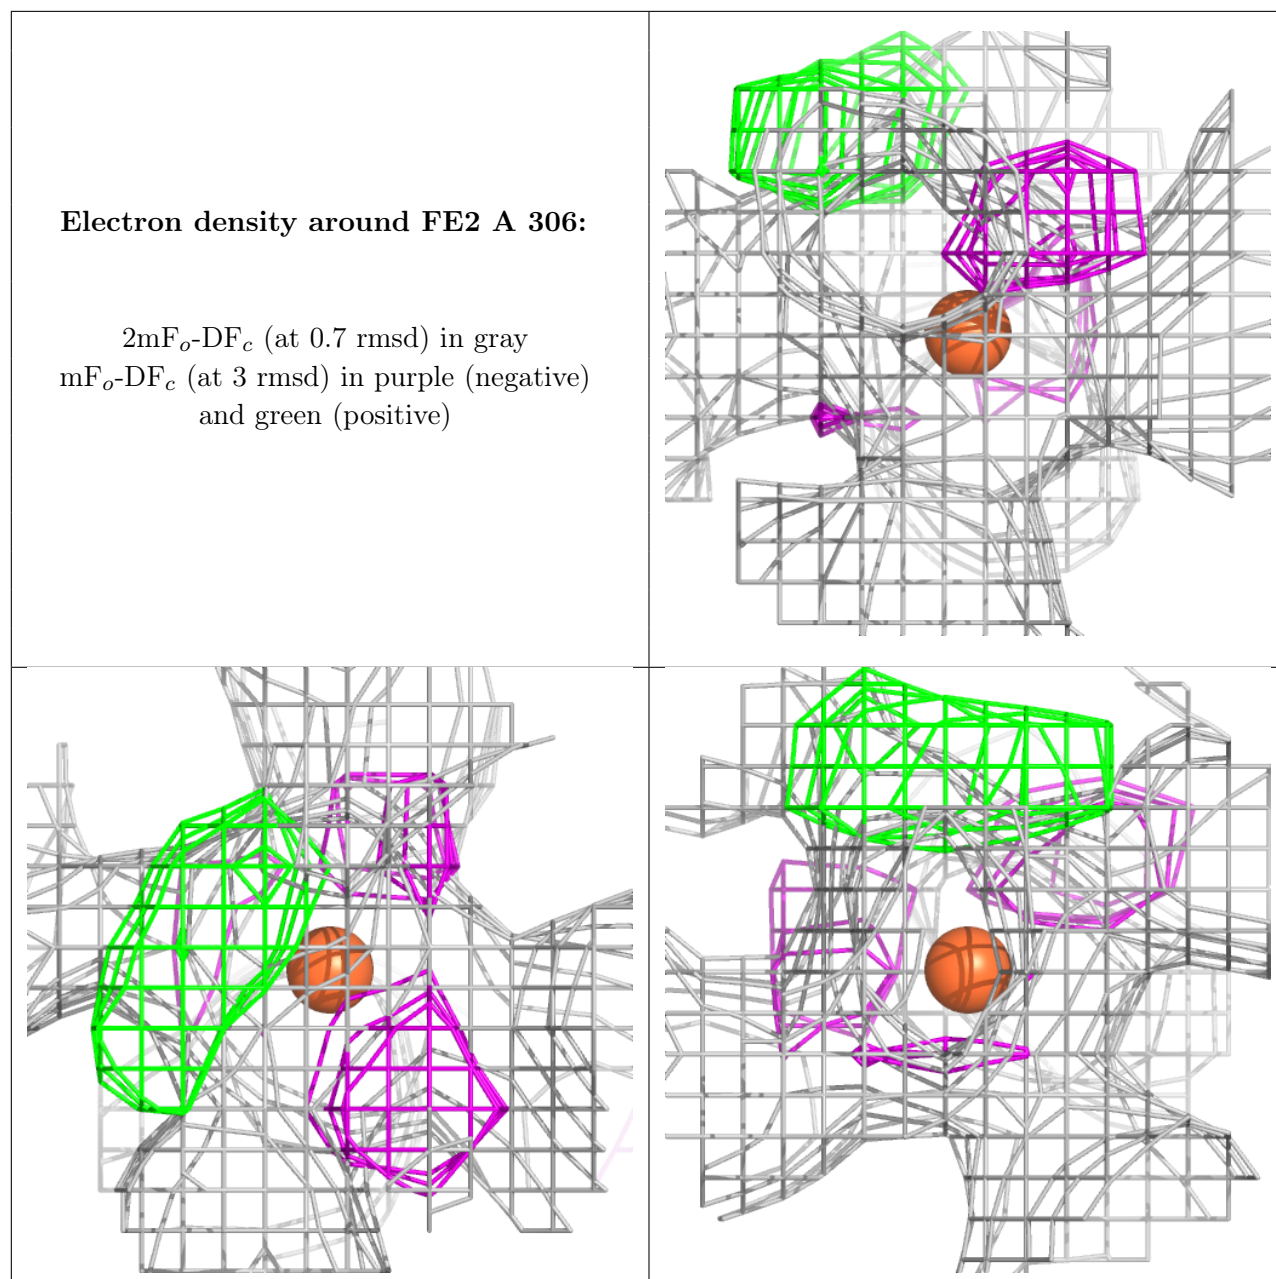 Electron density around FE2 A 306:
2mFo-DFc (at 0.7 rmsd) in gray
mFo-DFc (at 3 rmsd) in purple (negative)
and green (positive)